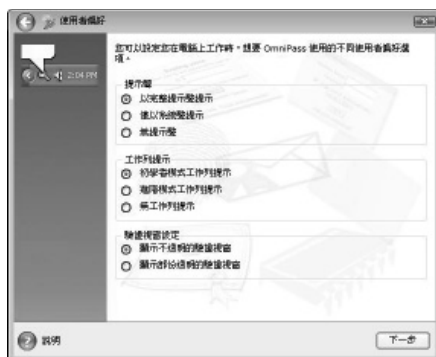 使用者偏好
2:04 PM
您可以設定您在電腦上工作時，想要 OmniPass 使用的不同使用者偏好選
項。
提示聲
以完整提示聲提示
僅以系統聲提示
無提示聲
工作列提示
初學者模式工作列提示
進階模式工作列提示
無工作列提示
驗證視窗設定
顯示不透明的驗證視窗
顯示部份透明的驗證視窗
說明
下一步